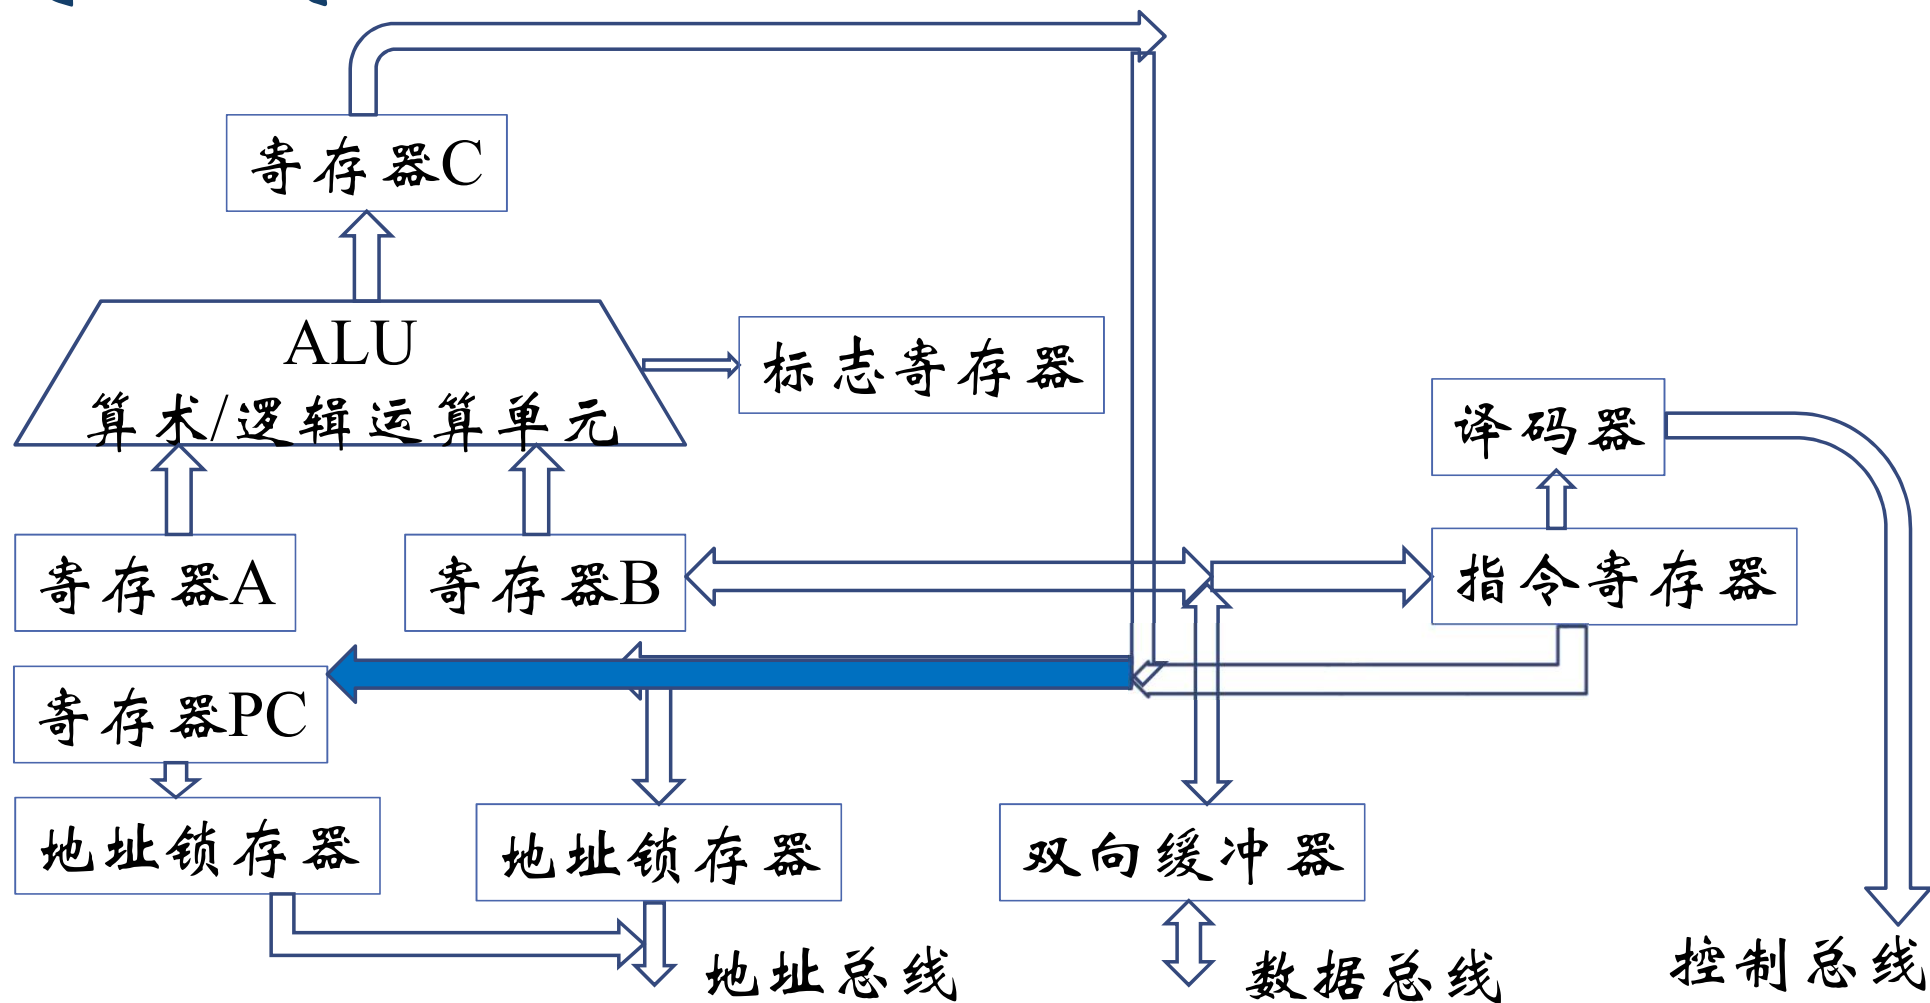 寄存器C
ALU
算术/逻辑运算单元
标志寄存器
译码器
寄存器A
寄存器B
指令寄存器
寄存器PC
地址锁存器
地址锁存器
双向缓冲器
地址总线
数据总线
控制总线